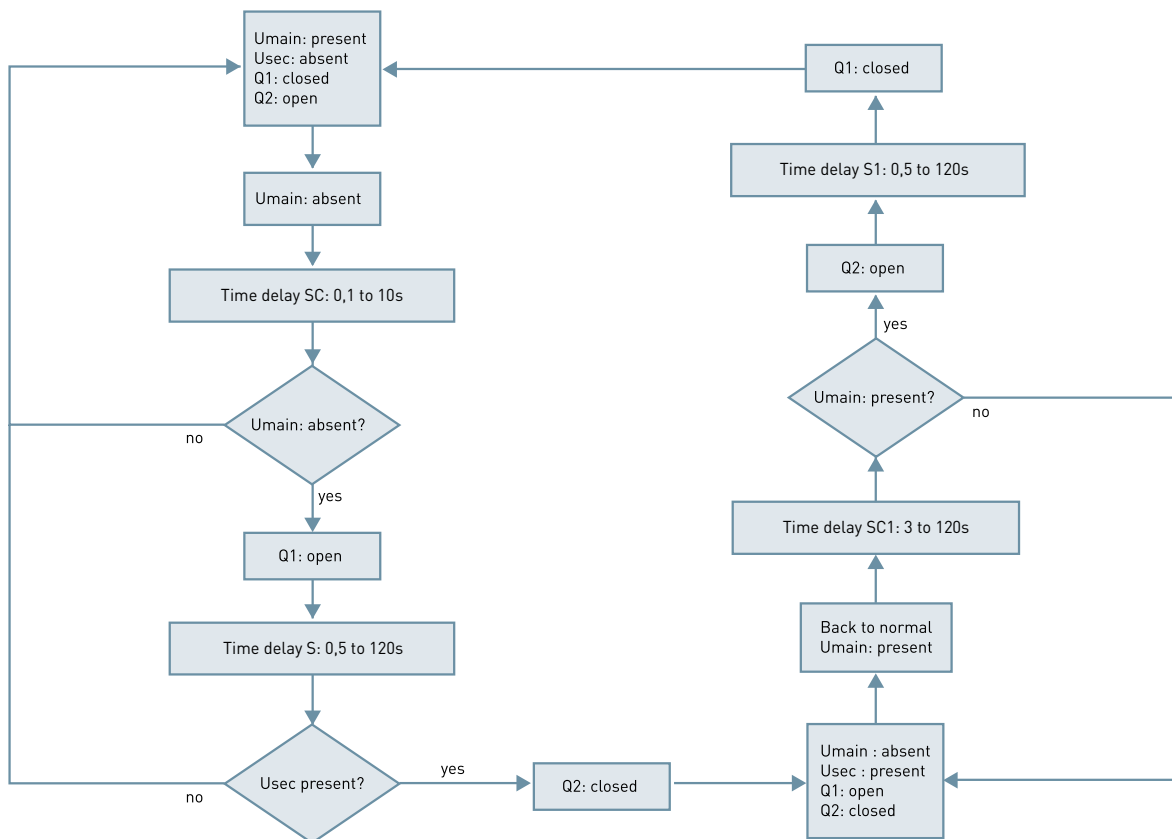 Umain: present
Usec: absent
Q1: closed
Q2: open
Umain: absent
Time delay SC: 0,1 to 10s
Umain: absent?
no
yes
Q1: open
Time delay S: 0,5 to 120s
Usec present?
no
yes
Q2: closed
Umain : absent
Usec : present
Q1: open
Q2: closed
Back to normal
Umain: present
Time delay SC1: 3 to 120s
Umain: present?
no
yes
Q2: open
Time delay S1: 0,5 to 120s
Q1: closed